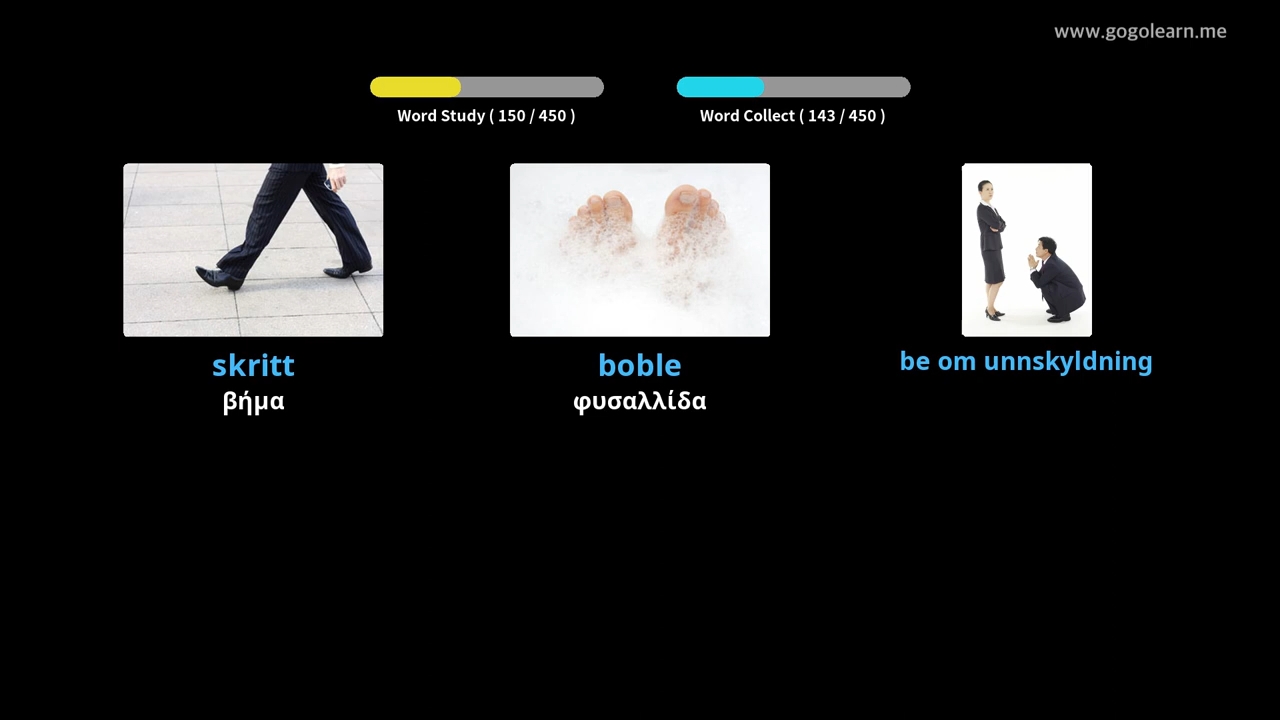 www.gogolearn.me
Word Study ( 150 / 450 )
Word Collect ( 143 / 450 )
skritt
βήμα
boble
φυσαλλίδα
be om unnskyldning